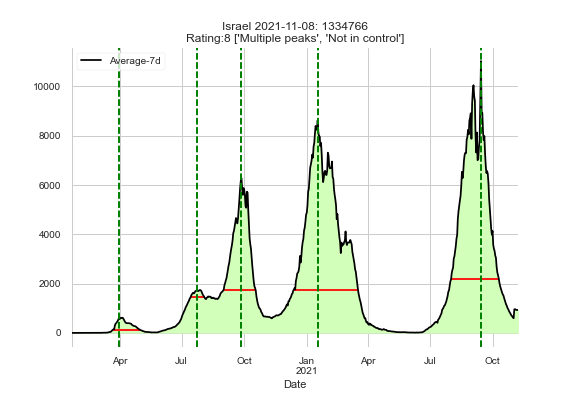 Israel 2021-11-08: 1334766
Rating:8 ['Multiple peaks', 'Not in control']
Average-7d
10000
8000
6000
4000
2000
0
Apr Jul Oct Jan Apr Jul Oct
2021
Date